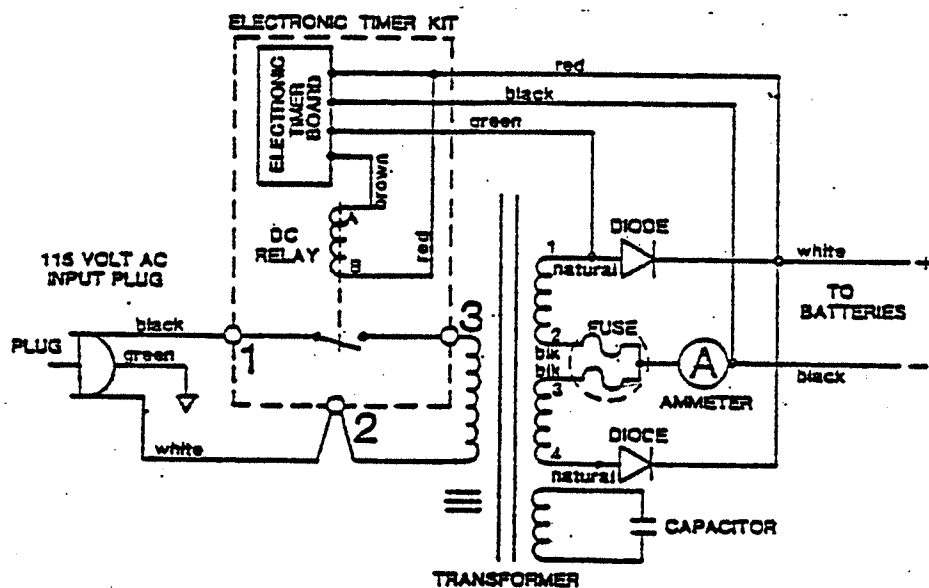 ELECTRONIC TIMER KIT
ELECTRONIC
TIMER
BOARD
red
black
green
brown
A
DC
RELAY
B
red
115 VOLT AC
INPUT PLUG
black
PLUG
green
1
2
3
white
DIODE
1
natural
white
+
TO
BATTERIES
2
FUSE
blk
blk
3
A
AMMETER
black
−
DIODE
4
natural
CAPACITOR
TRANSFORMER